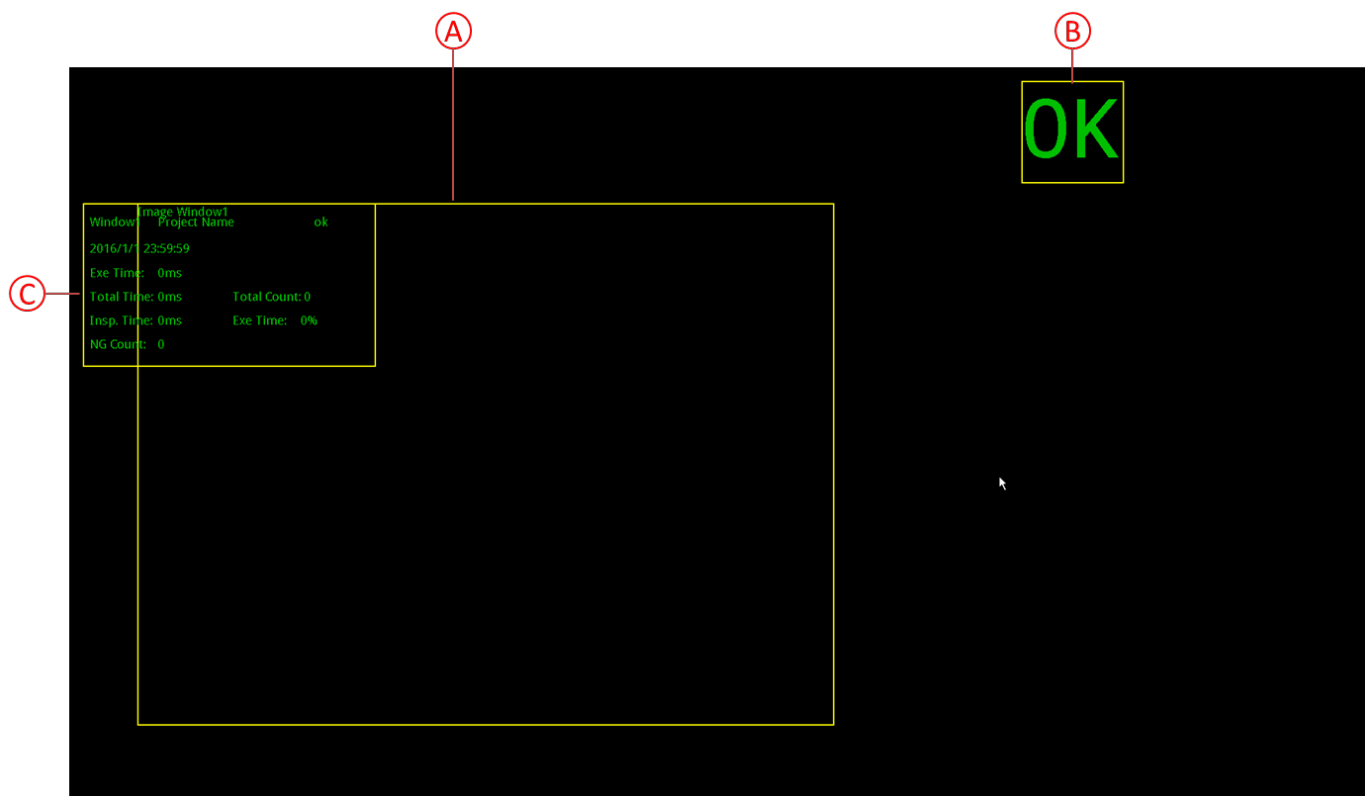 A
B
OK
Image Window1
Window1 Project Name ok
2016/1/1 23:59:59
C
Exe Time: 0ms
Total Time: 0ms Total Count: 0
Insp. Time: 0ms Exe Time: 0%
NG Count: 0